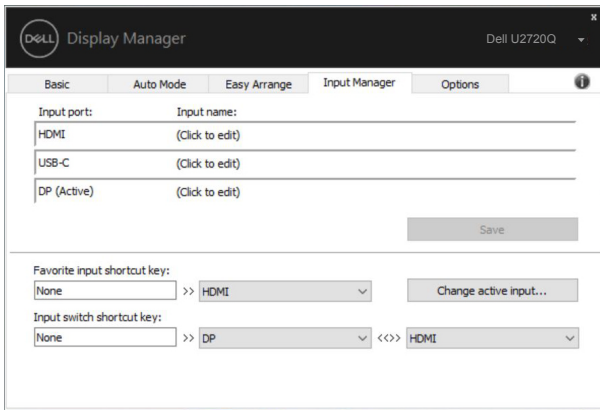 x
DELL Display Manager Dell U2720Q
Basic Auto Mode Easy Arrange Input Manager Options i
Input port: Input name:
HDMI (Click to edit)
USB-C (Click to edit)
DP (Active) (Click to edit)
Save
Favorite input shortcut key:
None >> HDMI Change active input...
Input switch shortcut key:
None >> DP <<>> HDMI